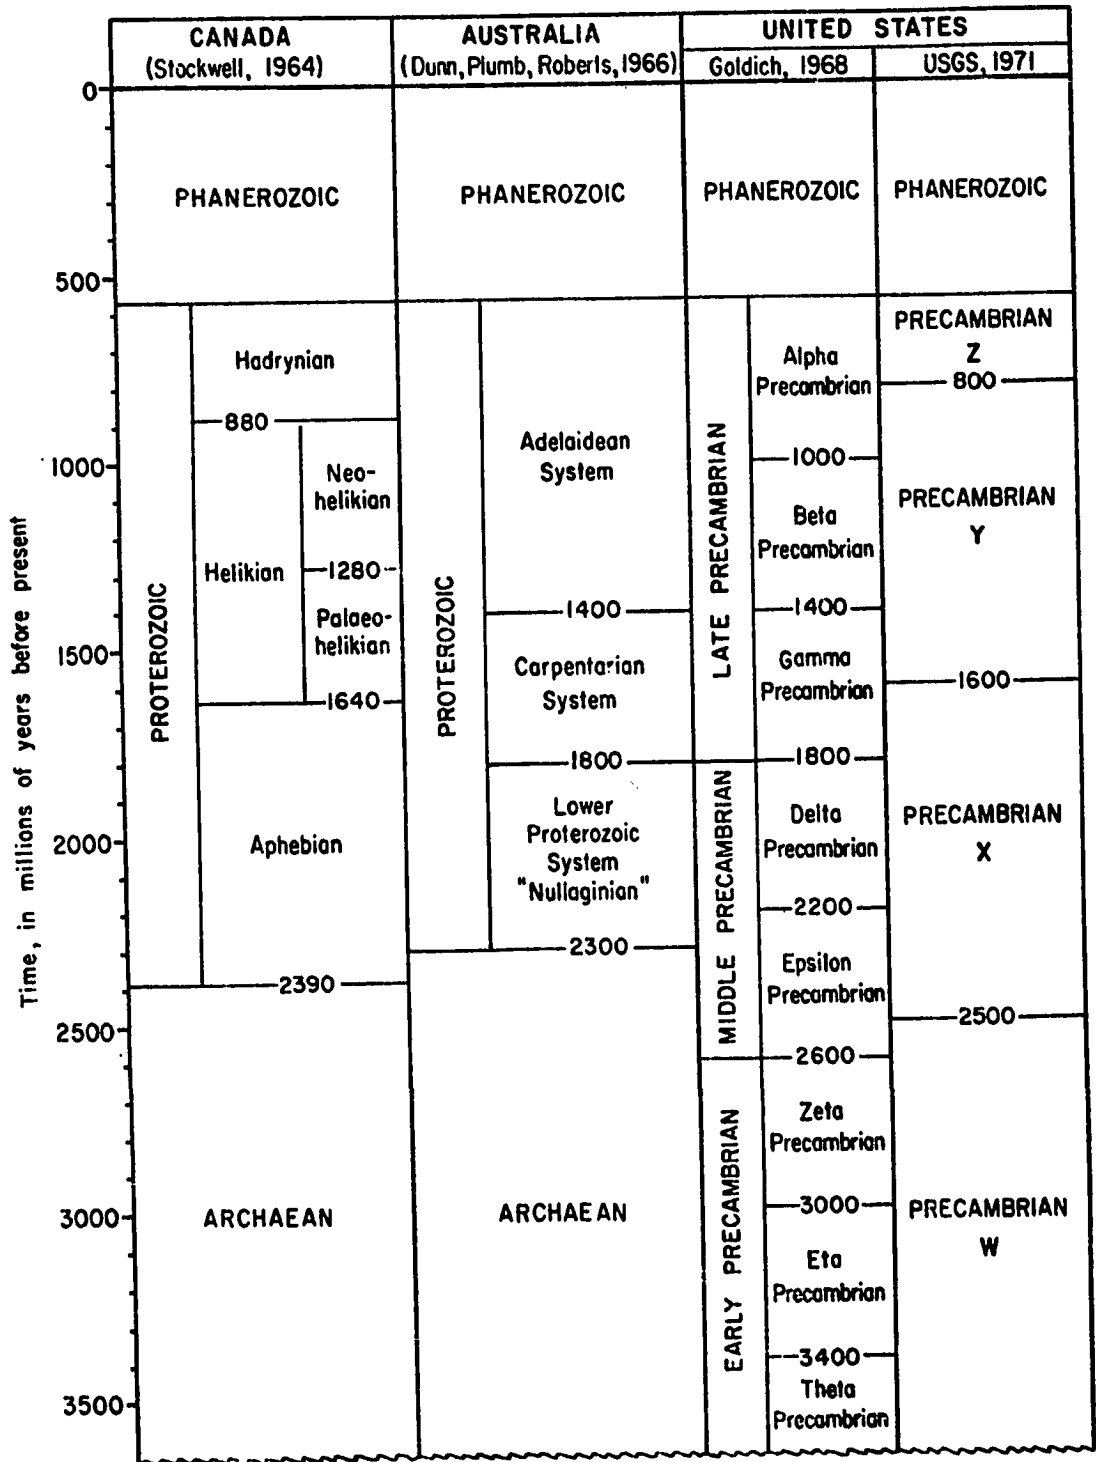 CANADA
(Stockwell, 1964)
AUSTRALIA
(Dunn, Plumb, Roberts, 1966)
UNITED STATES
Goldich, 1968
USGS, 1971
Time, in millions of years before present
0
500
1000
1500
2000
2500
3000
3500
PHANEROZOIC
PROTEROZOIC
Hadrynian
880
Helikian
Neo-
helikian
1280
Palaeo-
helikian
1640
Aphebian
2390
ARCHAEAN
PHANEROZOIC
PROTEROZOIC
Adelaidean
System
1400
Carpentarian
System
1800
Lower
Proterozoic
System
"Nullaginian"
2300
ARCHAEAN
PHANEROZOIC
LATE PRECAMBRIAN
Alpha
Precambrian
1000
Beta
Precambrian
1400
Gamma
Precambrian
1800
MIDDLE PRECAMBRIAN
Delta
Precambrian
2200
Epsilon
Precambrian
2600
EARLY PRECAMBRIAN
Zeta
Precambrian
3000
Eta
Precambrian
3400
Theta
Precambrian
PHANEROZOIC
PRECAMBRIAN
Z
800
PRECAMBRIAN
Y
1600
PRECAMBRIAN
X
2500
PRECAMBRIAN
W